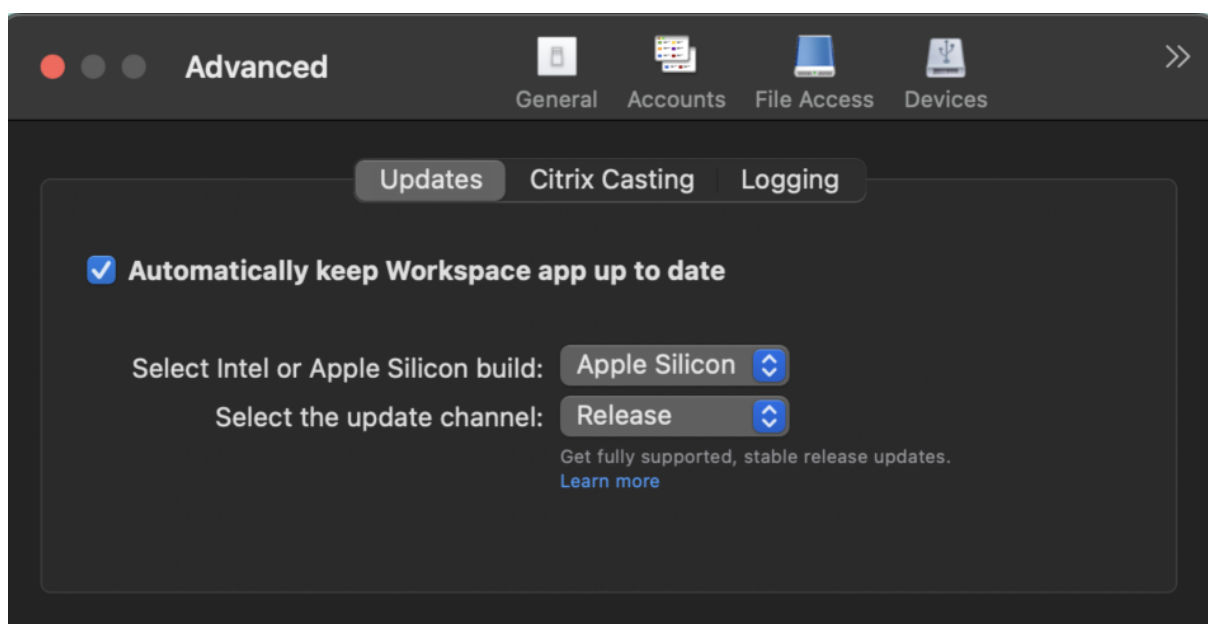 Advanced
General Accounts File Access Devices
Updates Citrix Casting Logging
Automatically keep Workspace app up to date
Select Intel or Apple Silicon build: Apple Silicon
Select the update channel: Release
Get fully supported, stable release updates.
Learn more